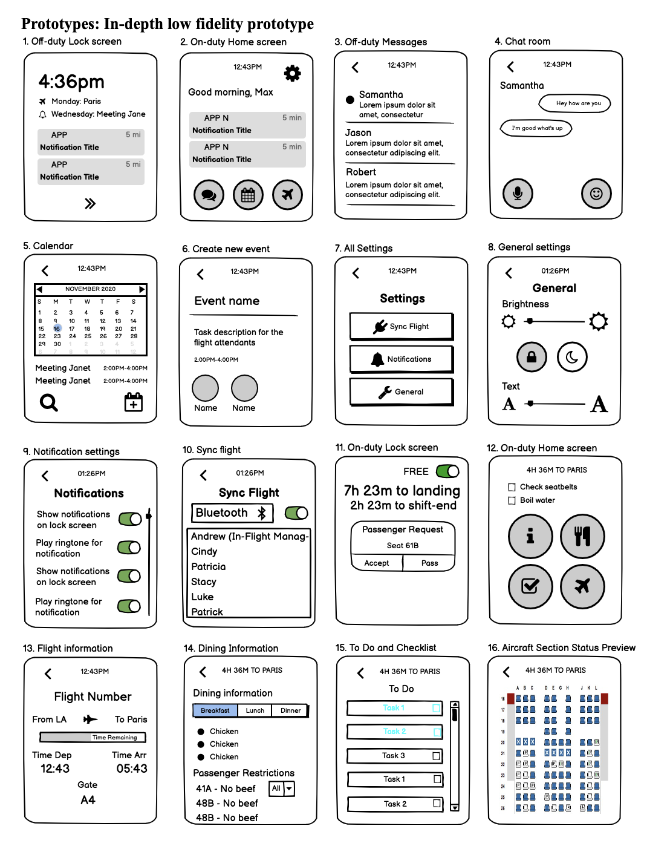 Prototypes: In-depth low fidelity prototype
1. Off-duty Lock screen
4:36pm
Monday: Paris
Wednesday: Meeting Jane
APP 5 mi
Notification Title
APP 5 mi
Notification Title
2. On-duty Home screen
12:43PM
Good morning, Max
APP N 5 min
Notification Title
APP N 5 min
Notification Title
3. Off-duty Messages
12:43PM
Samantha
Lorem ipsum dolor sit
amet, consectetur
Jason
Lorem ipsum dolor sit amet,
consectetur adipiscing elit.
Robert
Lorem ipsum dolor sit amet,
consectetur adipiscing elit.
4. Chat room
12:43PM
Samantha
Hey how are you
I'm good what's up
5. Calendar
12:43PM
NOVEMBER 2020
S M T W T F S
1 2 3 4 5 6 7
8 9 10 11 12 13 14
15 16 17 18 19 20 21
22 23 24 25 26 27 28
29 30
Meeting Janet 2:00PM-4:00PM
Meeting Janet 2:00PM-4:00PM
6. Create new event
12:43PM
Event name
Task description for the
flight attendants
2:00PM-4:00PM
Name Name
7. All Settings
12:43PM
Settings
Sync Flight
Notifications
General
8. General settings
01:26PM
General
Brightness
Text
A A
9. Notification settings
01:26PM
Notifications
Show notifications
on lock screen
Play ringtone for
notification
Show notifications
on lock screen
Play ringtone for
notification
10. Sync flight
01:26PM
Sync Flight
Bluetooth
Andrew (In-Flight Manag-
Cindy
Patricia
Stacy
Luke
Patrick
11. On-duty Lock screen
FREE
7h 23m to landing
2h 23m to shift-end
Passenger Request
Seat 61B
Accept Pass
12. On-duty Home screen
4H 36M TO PARIS
Check seatbelts
Boil water
13. Flight information
12:43PM
Flight Number
From LA To Paris
Time Remaining
Time Dep Time Arr
12:43 05:43
Gate
A4
14. Dining Information
4H 36M TO PARIS
Dining information
Breakfast Lunch Dinner
Chicken
Chicken
Chicken
Passenger Restrictions
41A - No beef All
48B - No beef
48B - No beef
15. To Do and Checklist
4H 36M TO PARIS
To Do
Task 1
Task 2
Task 3
Task 1
Task 2
16. Aircraft Section Status Preview
4H 36M TO PARIS